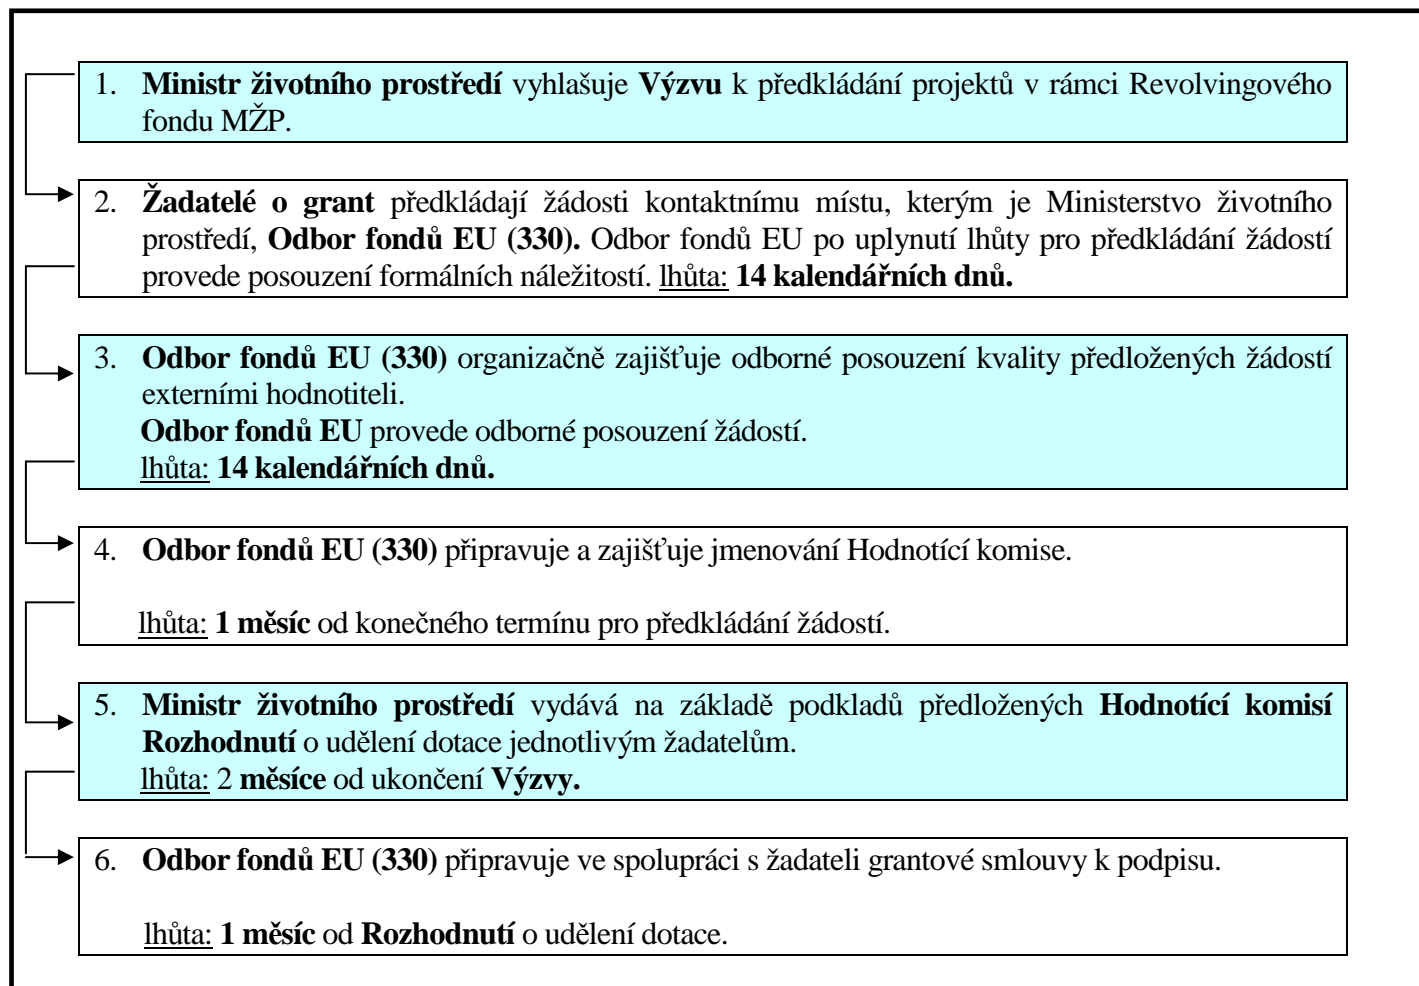 1. Ministr životního prostředí vyhlašuje Výzvu k předkládání projektů v rámci Revolvingového
fondu MŽP.
2. Žadatelé o grant předkládají žádosti kontaktnímu místu, kterým je Ministerstvo životního
prostředí, Odbor fondů EU (330). Odbor fondů EU po uplynutí lhůty pro předkládání žádostí
provede posouzení formálních náležitostí. lhůta: 14 kalendářních dnů.
3. Odbor fondů EU (330) organizačně zajišťuje odborné posouzení kvality předložených žádostí
externími hodnotiteli.
Odbor fondů EU provede odborné posouzení žádostí.
lhůta: 14 kalendářních dnů.
4. Odbor fondů EU (330) připravuje a zajišťuje jmenování Hodnotící komise.
lhůta: 1 měsíc od konečného termínu pro předkládání žádostí.
5. Ministr životního prostředí vydává na základě podkladů předložených Hodnotící komisí
Rozhodnutí o udělení dotace jednotlivým žadatelům.
lhůta: 2 měsíce od ukončení Výzvy.
6. Odbor fondů EU (330) připravuje ve spolupráci s žadateli grantové smlouvy k podpisu.
lhůta: 1 měsíc od Rozhodnutí o udělení dotace.